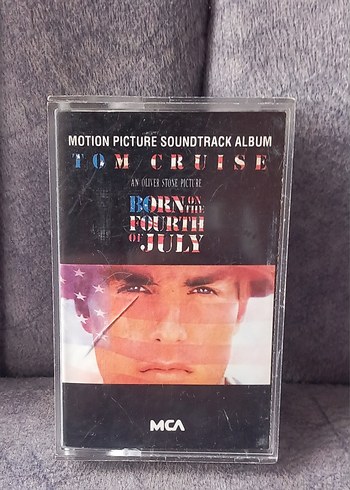 MOTION PICTURE SOUNDTRACK ALBUM
TOM CRUISE
AN OLIVER STONE PICTURE
BORN ON THE
FOURTH
OF JULY
MCA